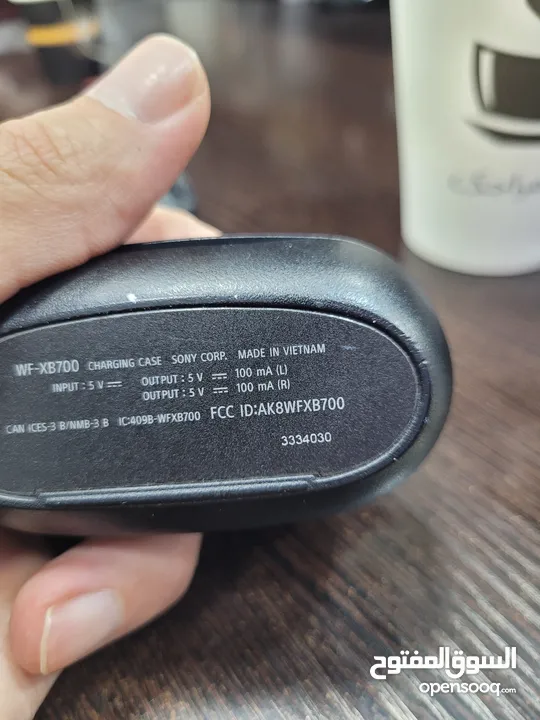 WF-XB700 CHARGING CASE SONY CORP. MADE IN VIETNAM
INPUT : 5 V ⎓ OUTPUT : 5 V ⎓ 100 mA (L)
OUTPUT : 5 V ⎓ 100 mA (R)
CAN ICES-3 B/NMB-3 B IC:409B-WFXB700 FCC ID:AK8WFXB700
3334030
السوق المفتوح
opensooq.com